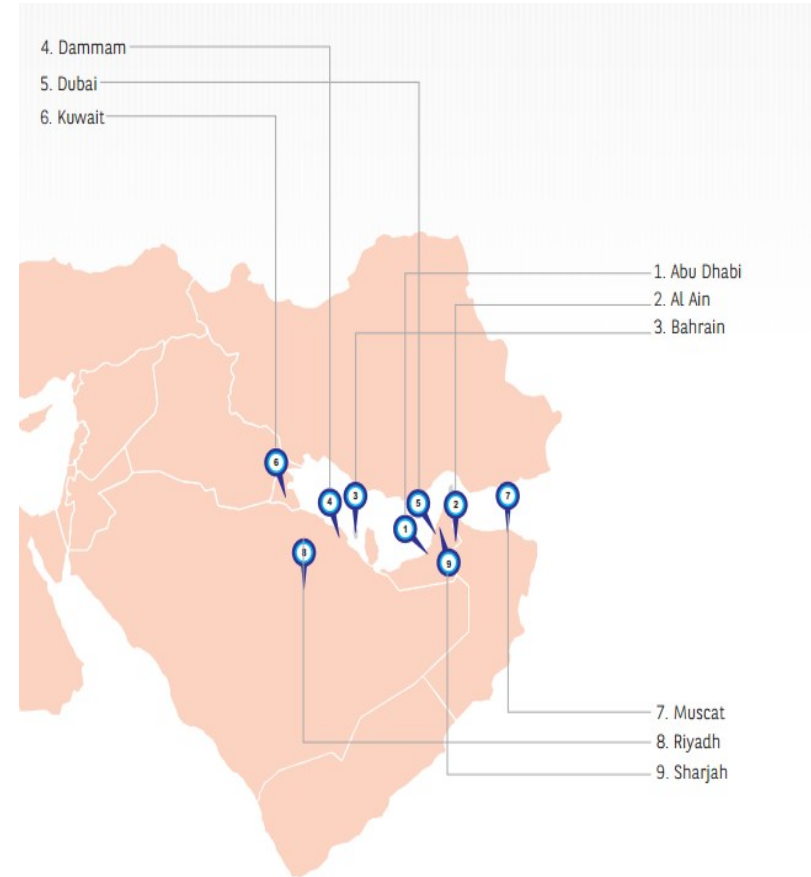 4. Dammam
5. Dubai
6. Kuwait
1. Abu Dhabi
2. Al Ain
3. Bahrain
6
4
3
5
2
7
1
8
9
7. Muscat
8. Riyadh
9. Sharjah